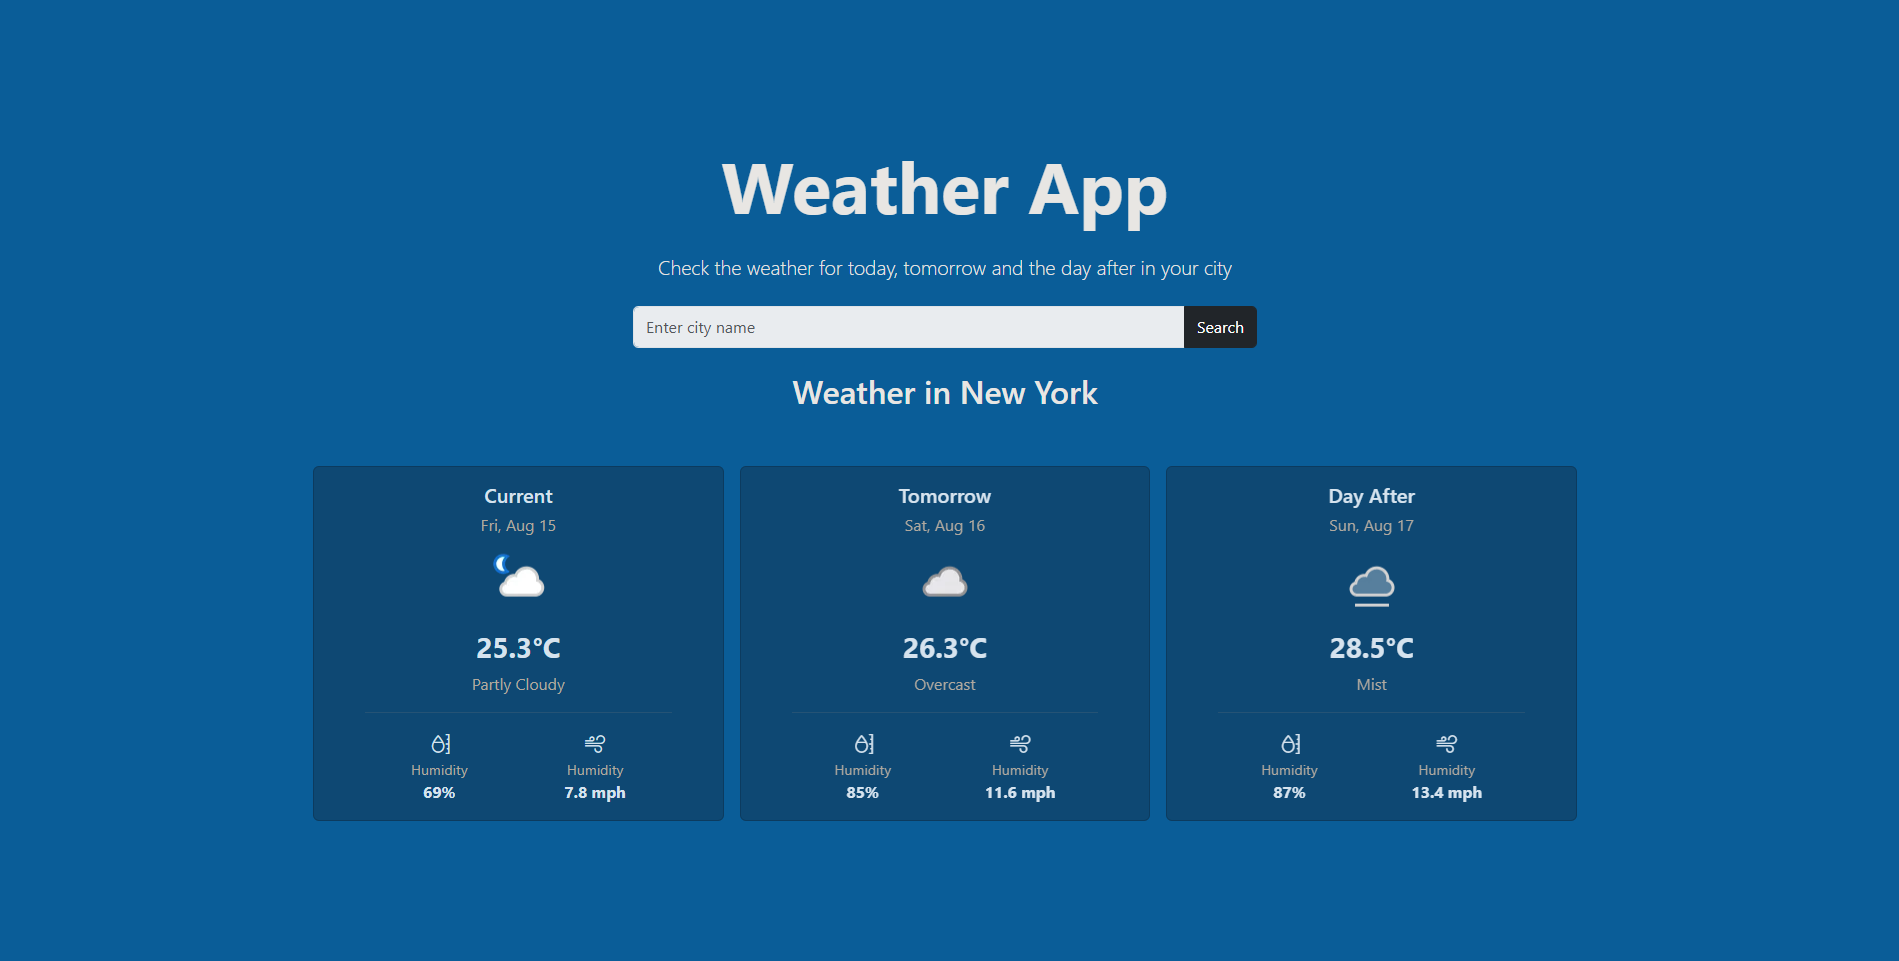 Weather App
Check the weather for today, tomorrow and the day after in your city
Enter city name
Search
Weather in New York
Current
Fri, Aug 15
25.3°C
Partly Cloudy
Humidity
69%
Humidity
7.8 mph
Tomorrow
Sat, Aug 16
26.3°C
Overcast
Humidity
85%
Humidity
11.6 mph
Day After
Sun, Aug 17
28.5°C
Mist
Humidity
87%
Humidity
13.4 mph